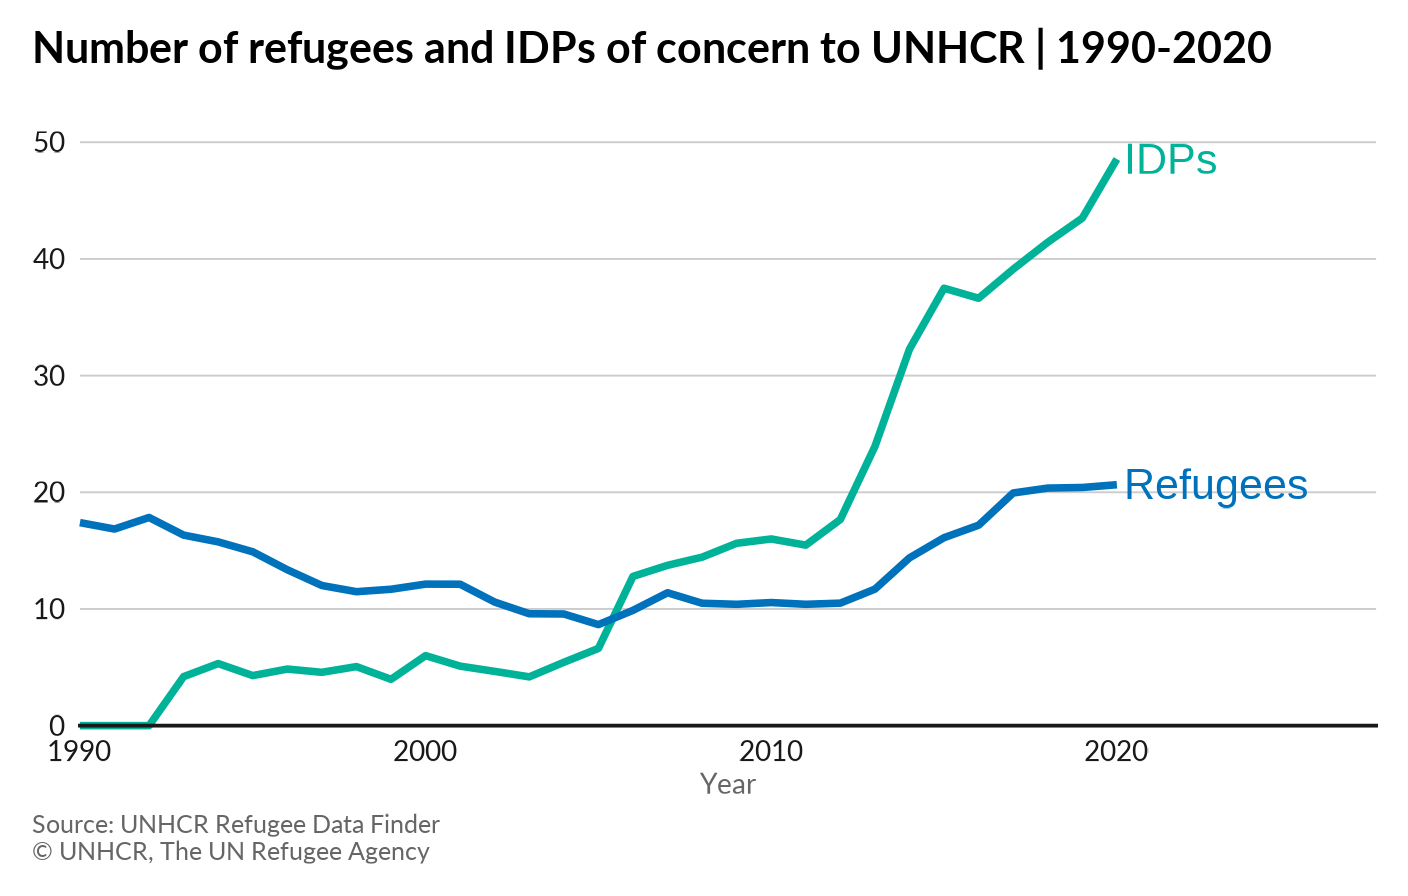 Number of refugees and IDPs of concern to UNHCR | 1990-2020
50
IDPs
40
30
20
Refugees
10
0
1990 2000 2010 2020
Year
Source: UNHCR Refugee Data Finder
© UNHCR, The UN Refugee Agency